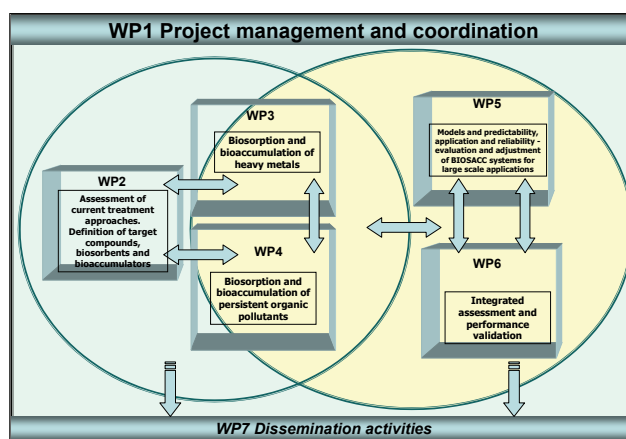 WP1 Project management and coordination
WP3
Biosorption and
bioaccumulation of
heavy metals
WP5
Models and predictability,
application and reliability -
evaluation and adjustment
of BIOSACC systems for
large scale applications
WP2
Assessment of
current treatment
approaches.
Definition of target
compounds,
biosorbents and
bioaccumulators
WP4
Biosorption and
bioaccumulation of
persistent organic
pollutants
WP6
Integrated
assessment and
performance
validation
WP7 Dissemination activities